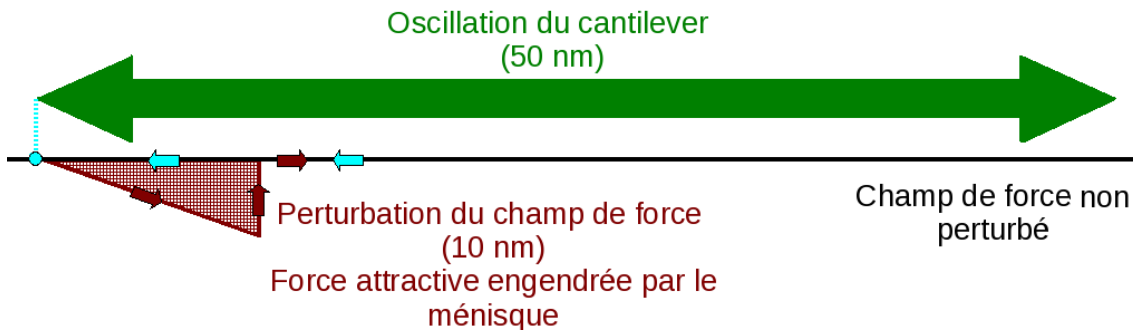 Oscillation du cantilever
(50 nm)
Champ de force non
perturbé
Perturbation du champ de force
(10 nm)
Force attractive engendrée par le
ménisque